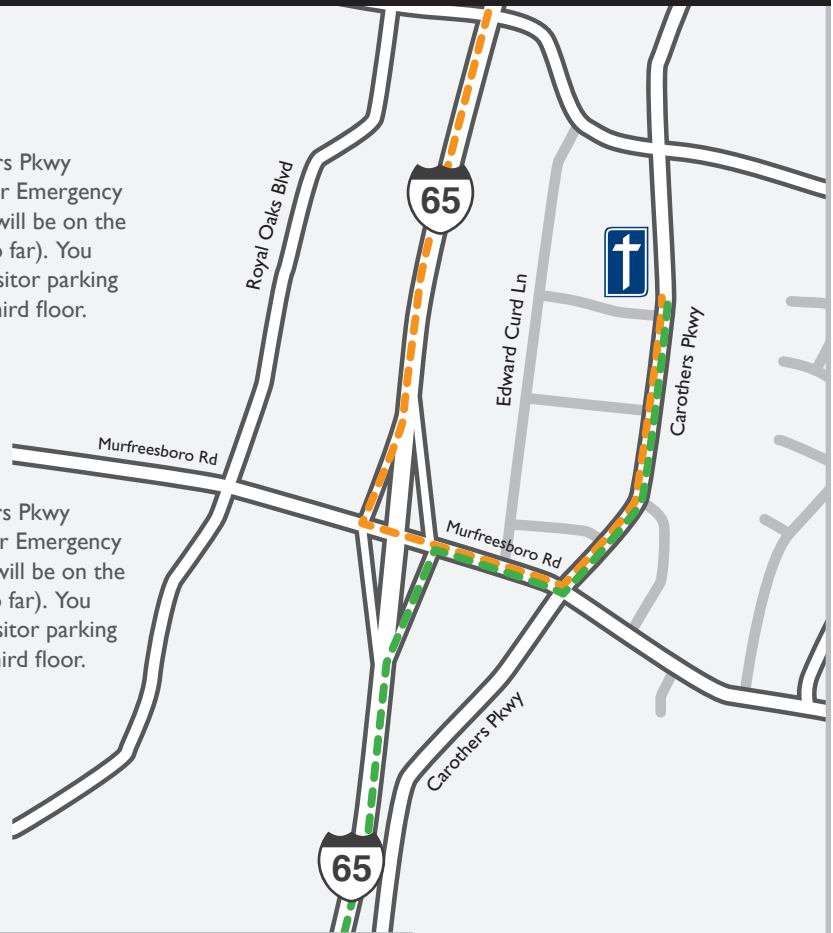 rs Pkwy
r Emergency
will be on the
o far). You
sitor parking
hird floor.
rs Pkwy
r Emergency
will be on the
o far). You
sitor parking
hird floor.
65
Royal Oaks Blvd
Edward Curd Ln
Carothers Pkwy
Murfreesboro Rd
Murfreesboro Rd
Carothers Pkwy
65